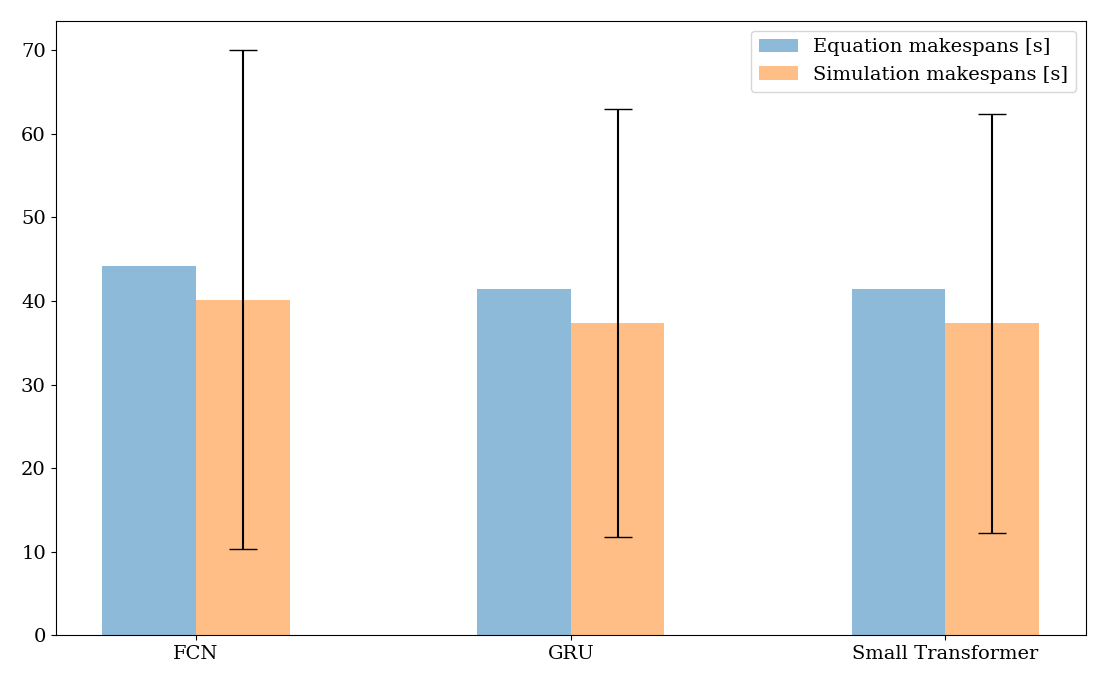 70
60
50
40
30
20
10
0
Equation makespans [s]
Simulation makespans [s]
FCN
GRU
Small Transformer